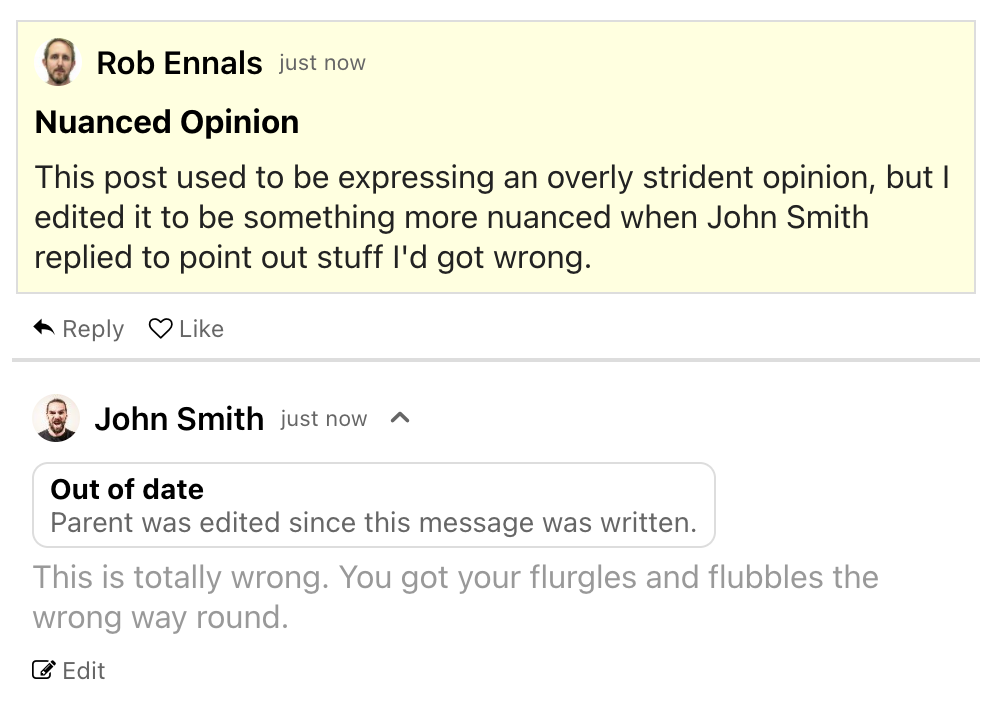 Rob Ennals just now
Nuanced Opinion
This post used to be expressing an overly strident opinion, but I
edited it to be something more nuanced when John Smith
replied to point out stuff I'd got wrong.
Reply Like
John Smith just now
Out of date
Parent was edited since this message was written.
This is totally wrong. You got your flurgles and flubbles the
wrong way round.
Edit